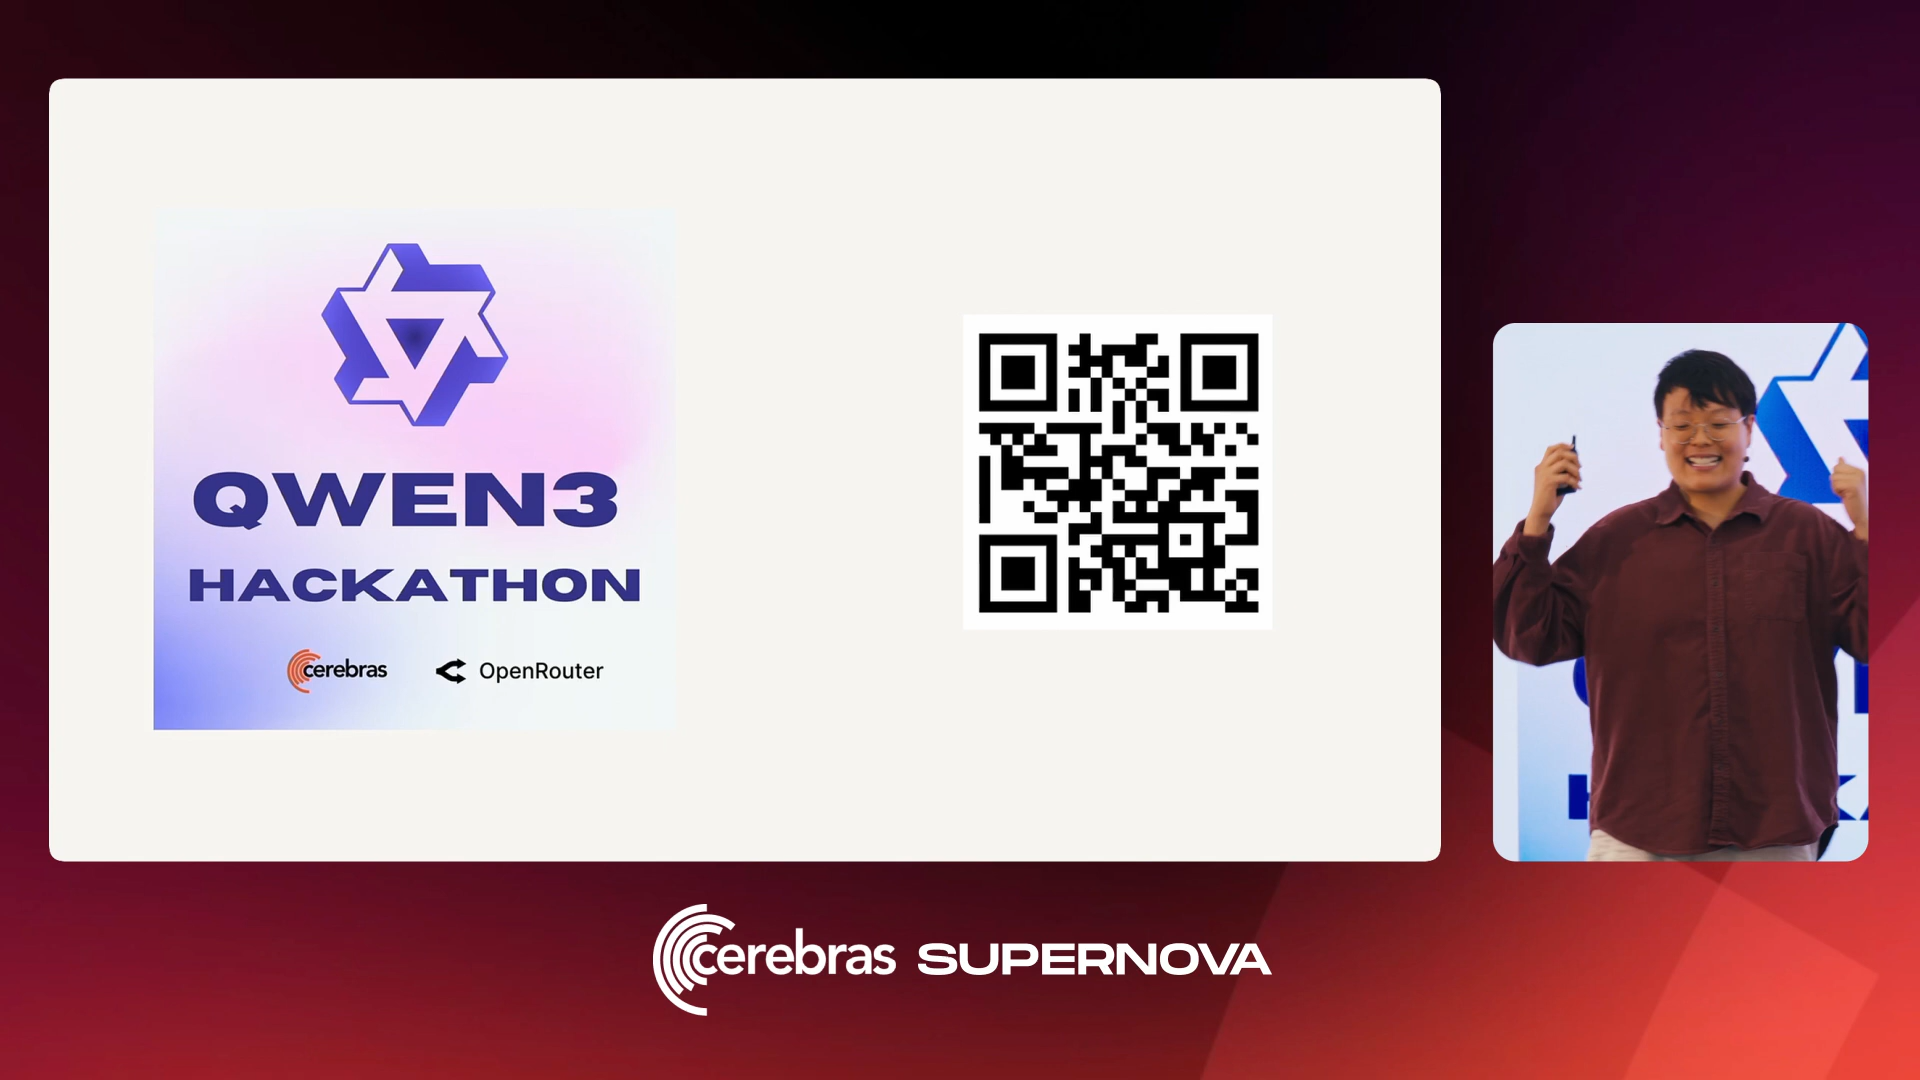 QWEN3
HACKATHON
cerebras
OpenRouter
cerebras SUPERNOVA